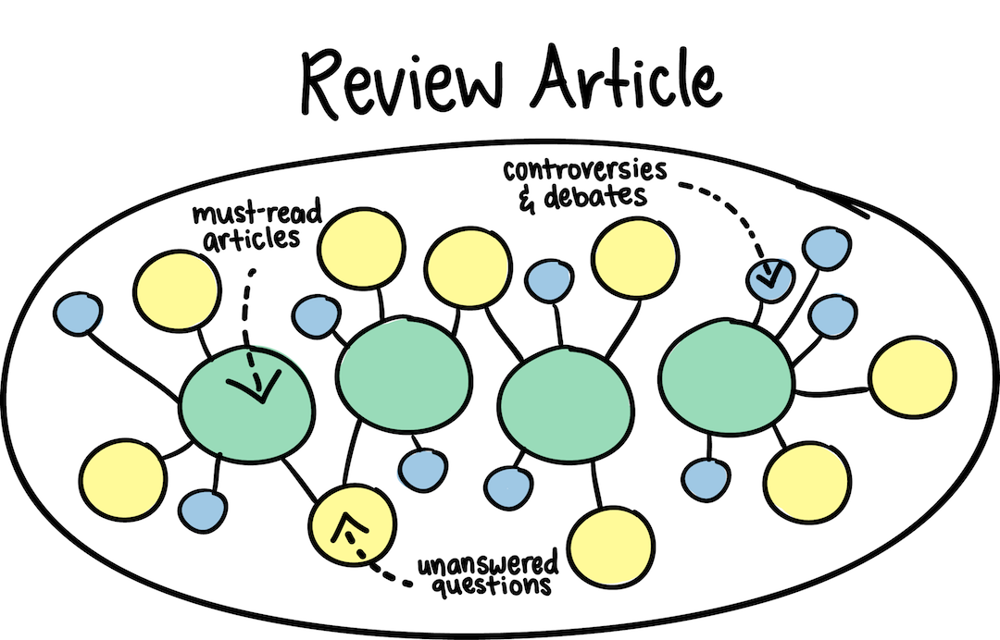 Review Article
controversies
& debates
must-read
articles
unanswered
questions